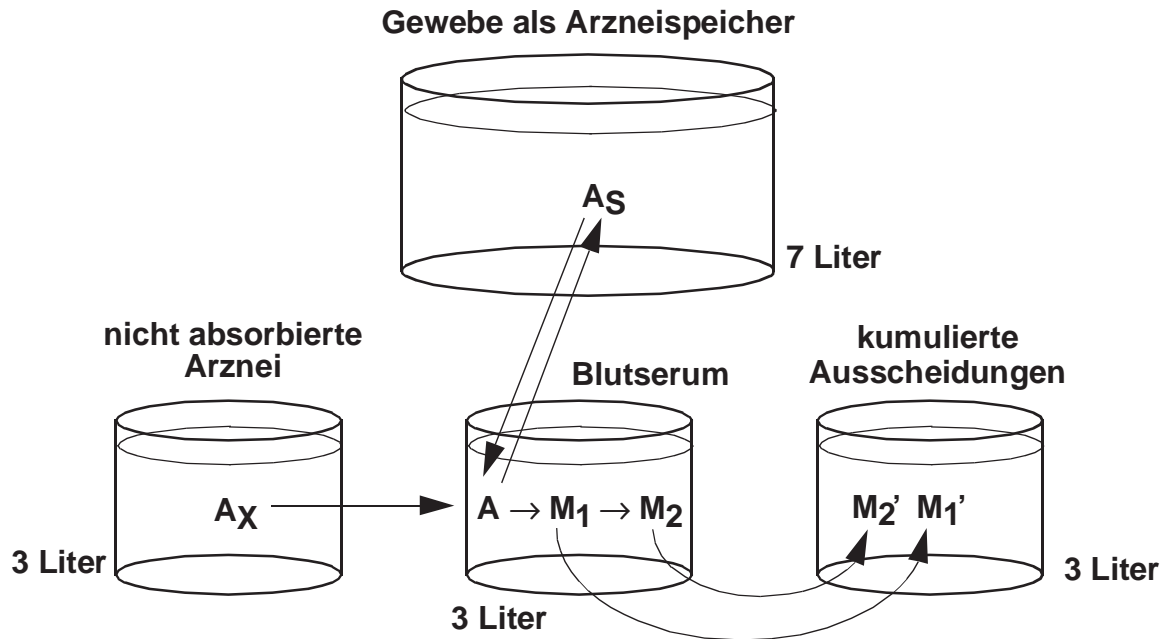 Gewebe als Arzneispeicher
AS
7 Liter
nicht absorbierte
Arznei
Blutserum
kumulierte
Ausscheidungen
AX
A → M1 → M2
M2’ M1’
3 Liter
3 Liter
3 Liter